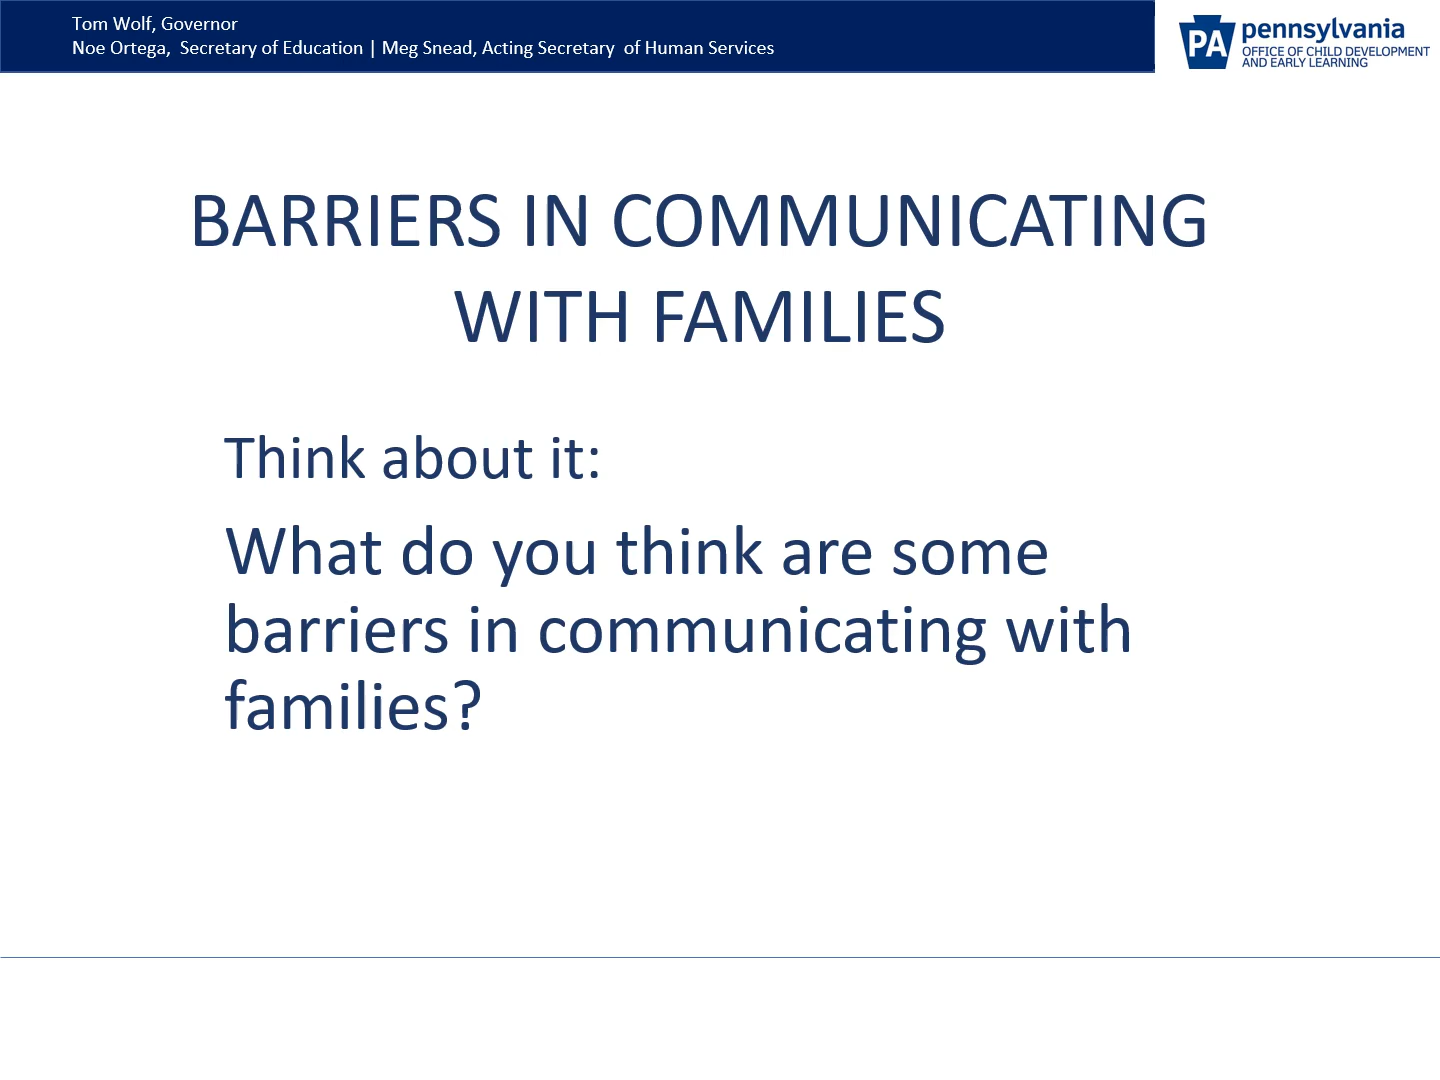 Tom Wolf, Governor
Noe Ortega,  Secretary of Education | Meg Snead, Acting Secretary  of Human Services
PA
pennsylvania
OFFICE OF CHILD DEVELOPMENT
AND EARLY LEARNING
BARRIERS IN COMMUNICATING
WITH FAMILIES
Think about it:
What do you think are some
barriers in communicating with
families?